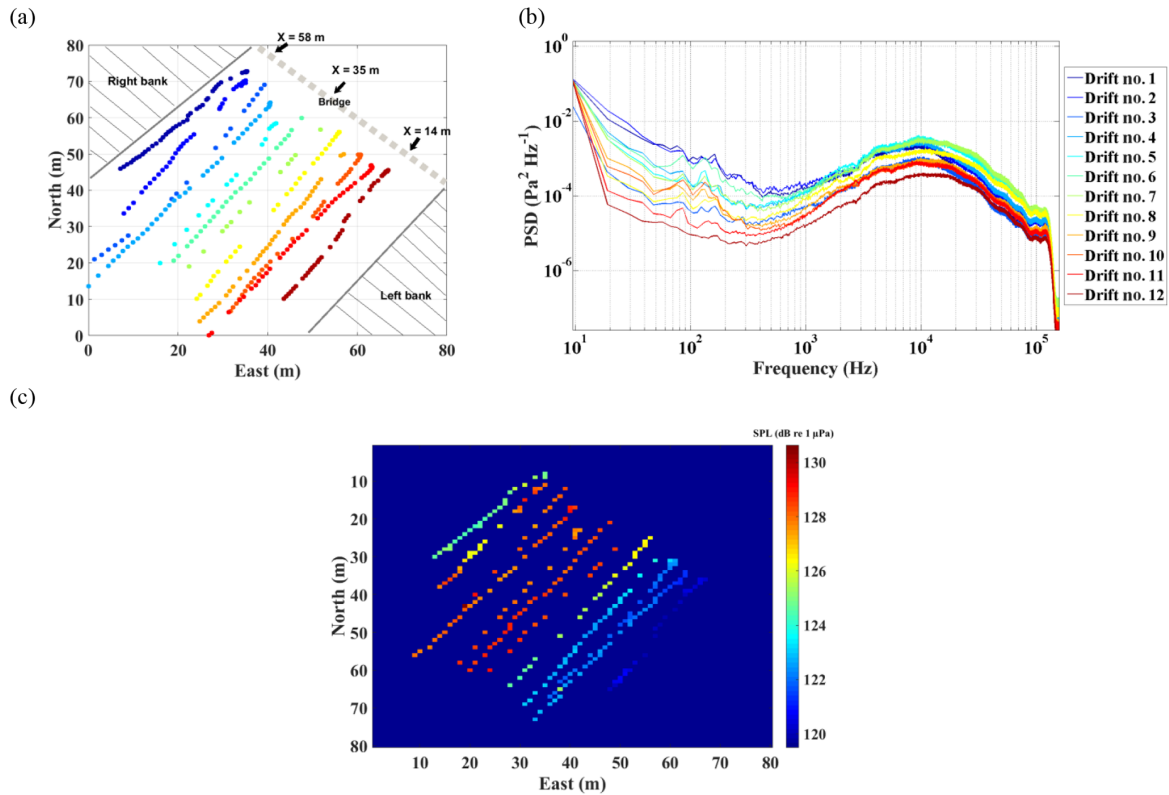 (a)
80
70
60
50
40
30
20
10
0
North (m)
0
20
40
60
80
East (m)
Right bank
X = 58 m
X = 35 m
Bridge
X = 14 m
Left bank
(b)
10^0
10^-2
10^-4
10^-6
PSD (Pa^2 Hz^-1)
10^1
10^2
10^3
10^4
10^5
Frequency (Hz)
Drift no. 1
Drift no. 2
Drift no. 3
Drift no. 4
Drift no. 5
Drift no. 6
Drift no. 7
Drift no. 8
Drift no. 9
Drift no. 10
Drift no. 11
Drift no. 12
(c)
SPL (dB re 1 μPa)
10
20
30
40
50
60
70
80
North (m)
10
20
30
40
50
60
70
80
East (m)
130
128
126
124
122
120